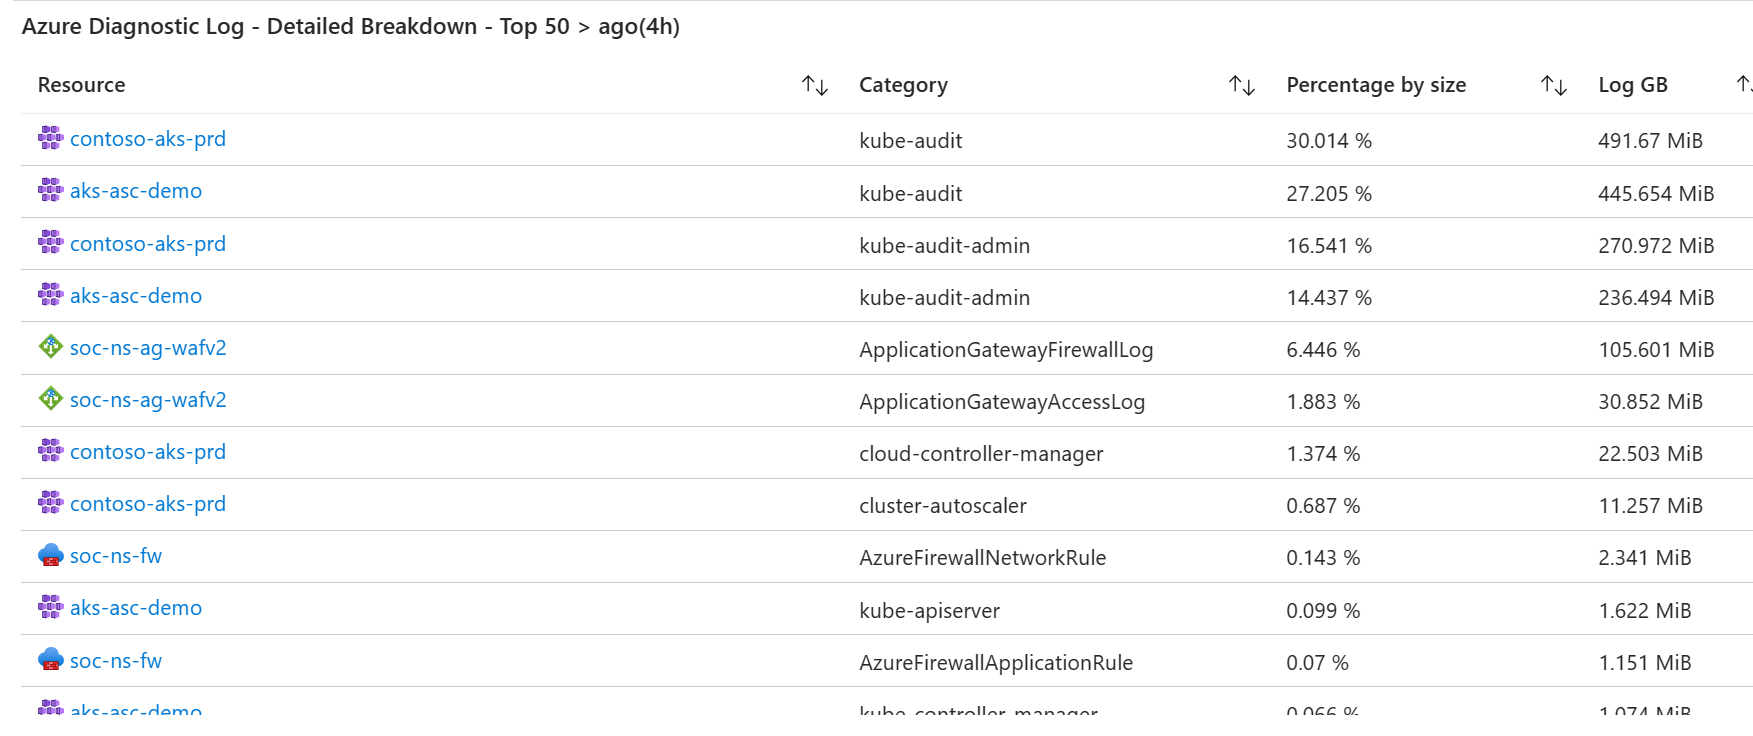 Azure Diagnostic Log - Detailed Breakdown - Top 50 > ago(4h)
Resource ↑↓ Category ↑↓ Percentage by size ↑↓ Log GB ↑↓
contoso-aks-prd kube-audit 30.014 % 491.67 MiB
aks-asc-demo kube-audit 27.205 % 445.654 MiB
contoso-aks-prd kube-audit-admin 16.541 % 270.972 MiB
aks-asc-demo kube-audit-admin 14.437 % 236.494 MiB
soc-ns-ag-wafv2 ApplicationGatewayFirewallLog 6.446 % 105.601 MiB
soc-ns-ag-wafv2 ApplicationGatewayAccessLog 1.883 % 30.852 MiB
contoso-aks-prd cloud-controller-manager 1.374 % 22.503 MiB
contoso-aks-prd cluster-autoscaler 0.687 % 11.257 MiB
soc-ns-fw AzureFirewallNetworkRule 0.143 % 2.341 MiB
aks-asc-demo kube-apiserver 0.099 % 1.622 MiB
soc-ns-fw AzureFirewallApplicationRule 0.07 % 1.151 MiB
aks-asc-demo kube-controller-manager 0.066 % 1.074 MiB